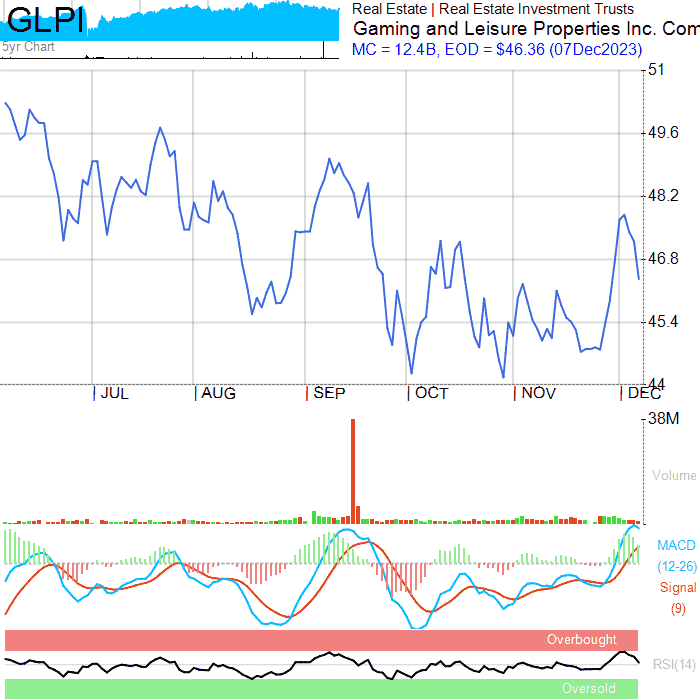 GLPI
5yr Chart
Real Estate | Real Estate Investment Trusts
Gaming and Leisure Properties Inc. Com
MC = 12.4B, EOD = $46.36 (07Dec2023)
51
49.6
48.2
46.8
45.4
44
JUL AUG SEP OCT NOV DEC
38M
Volume
MACD
(12-26)
Signal
(9)
Overbought
RSI(14)
Oversold